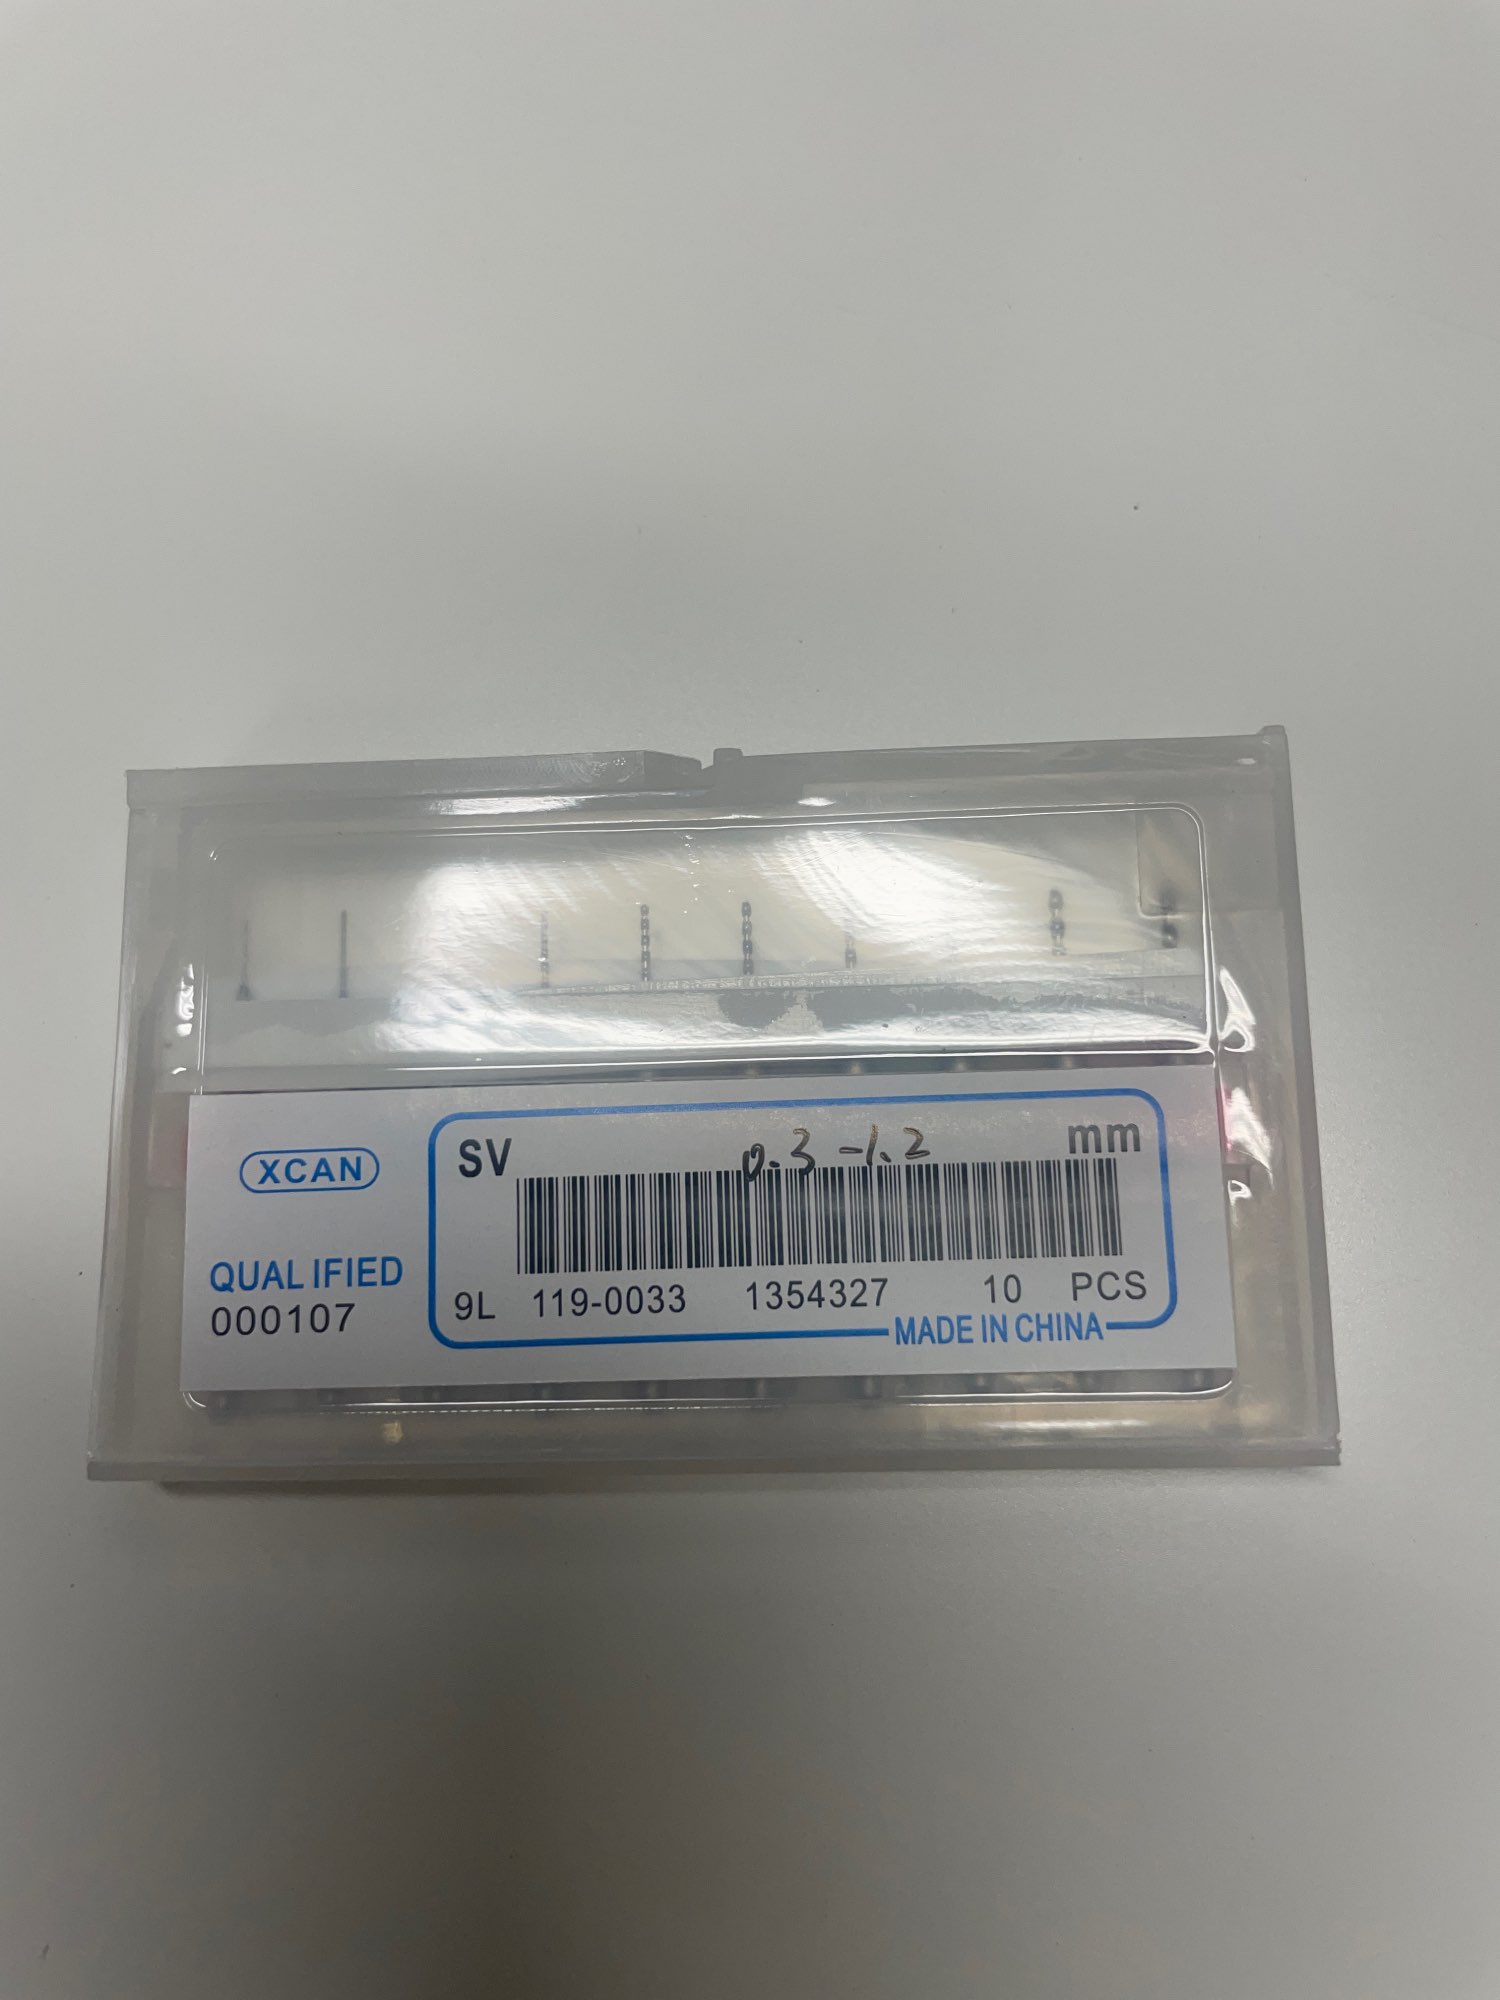 XCAN
QUALIFIED
000107
SV 0.3-1.2 mm
9L 119-0033 1354327 10 PCS
MADE IN CHINA